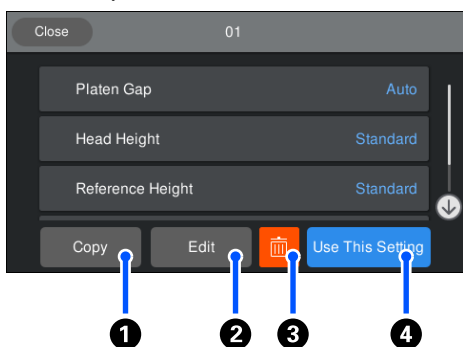 Close 01
Platen Gap Auto
Head Height Standard
Reference Height Standard
Copy Edit Use This Setting
1 2 3 4